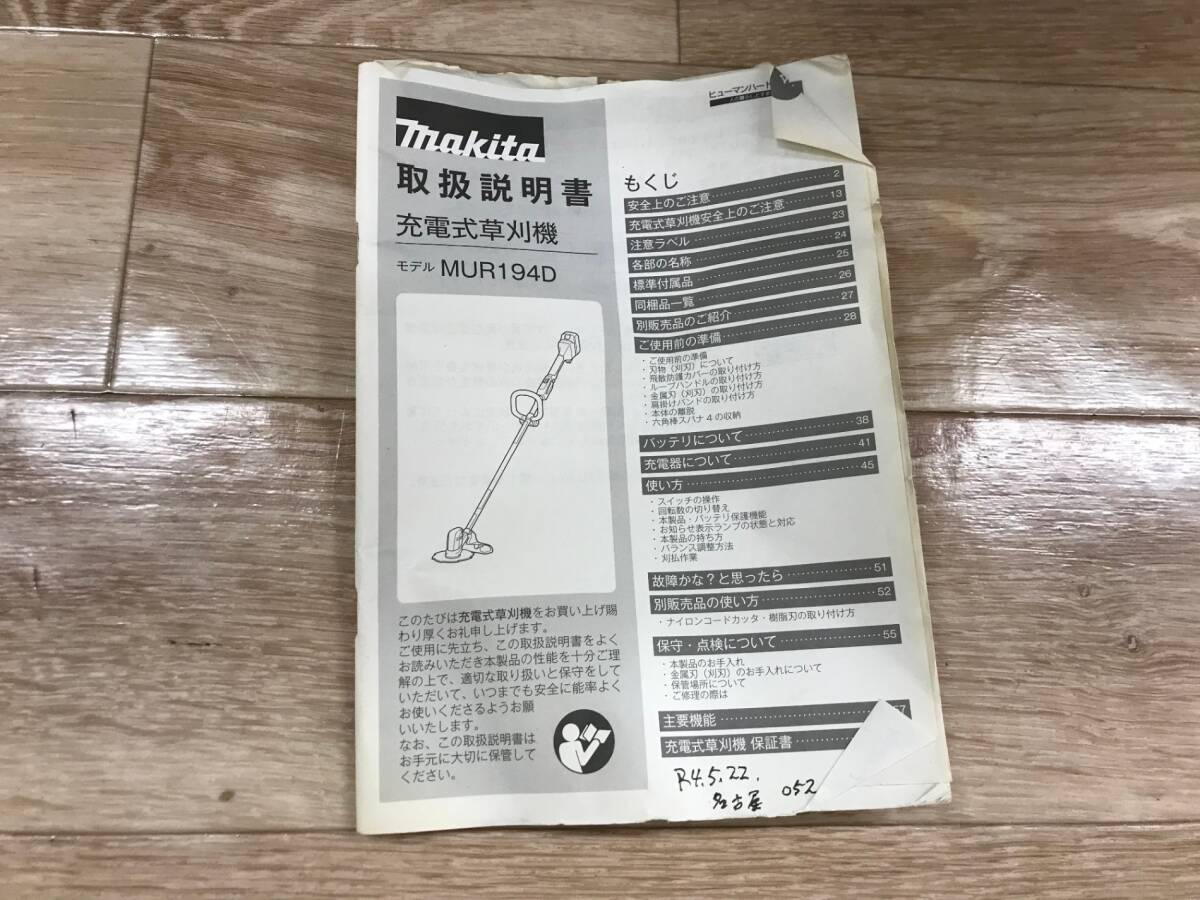 makita
取扱説明書
充電式草刈機
モデル MUR194D
このたびは充電式草刈機をお買い上げ賜
わり厚くお礼申し上げます。
ご使用に先立ち、この取扱説明書をよく
お読みいただき本製品の性能を十分ご理
解の上で、適切な取り扱いと保守をして
いただいて、いつまでも安全に能率よく
お使いくださるようお願
いいたします。
なお、この取扱説明書は
お手元に大切に保管して
ください。
ヒューマンハート
もくじ
安全上のご注意 2
充電式草刈機安全上のご注意 13
注意ラベル 23
各部の名称 24
標準付属品 25
同梱品一覧 26
別販売品のご紹介 27
ご使用前の準備 28
・ご使用前の準備
・刃物（刈刃）について
・飛散防護カバーの取り付け方
・ループハンドルの取り付け方
・金属刃（刈刃）の取り付け方
・肩掛けバンドの取り付け方
・本体の離脱
・六角棒スパナ4の収納
バッテリについて 38
充電器について 41
使い方 45
・スイッチの操作
・回転数の切り替え
・本製品・バッテリ保護機能
・お知らせ表示ランプの状態と対応
・本製品の持ち方
・バランス調整方法
・刈払作業
故障かな？と思ったら 51
別販売品の使い方 52
・ナイロンコードカッタ・樹脂刃の取り付け方
保守・点検について 55
・本製品のお手入れ
・金属刃（刈刃）のお手入れについて
・保管場所について
・ご修理の際は
主要機能 57
充電式草刈機 保証書
R4.5.22.
名古屋 052